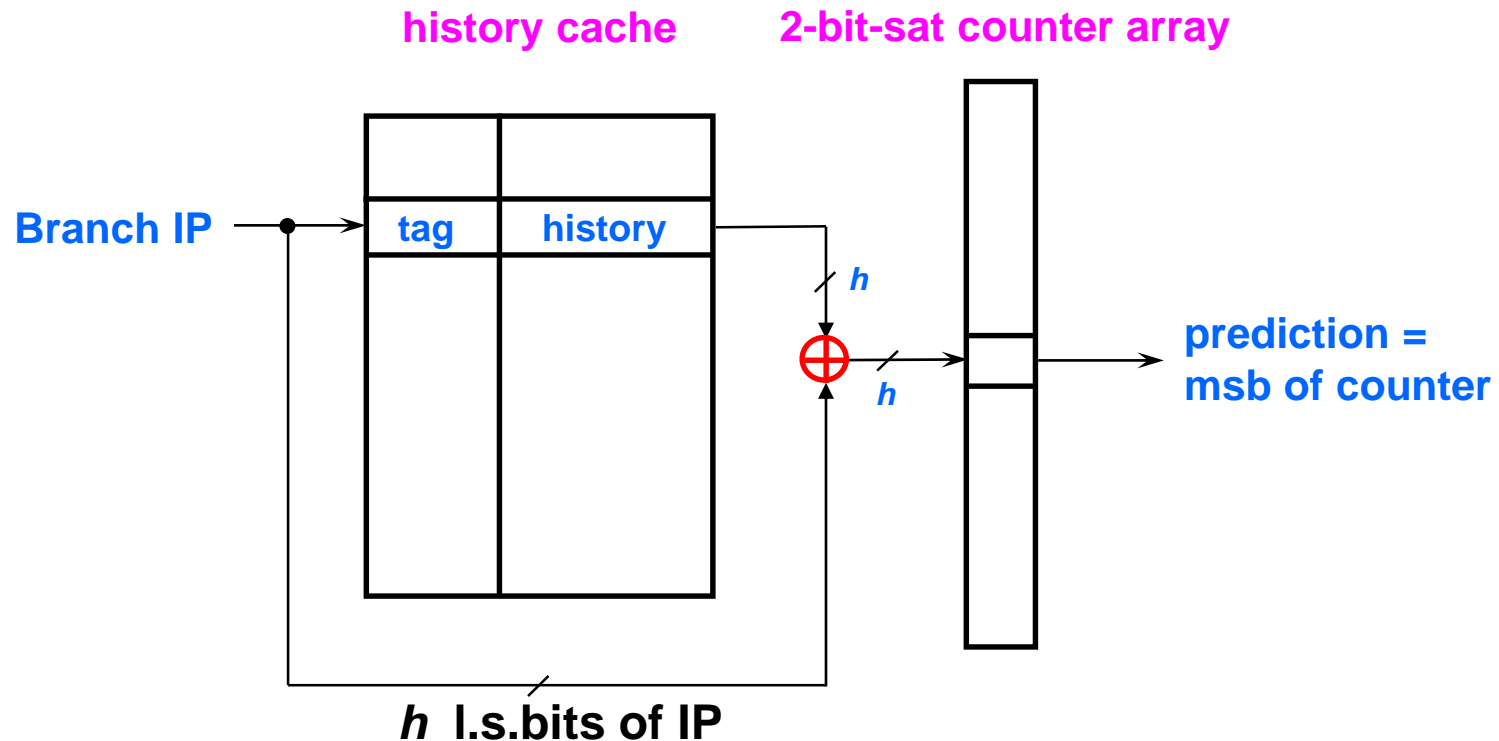 history cache
2-bit-sat counter array
Branch IP
tag
history
h
h
prediction =
msb of counter
h l.s.bits of IP